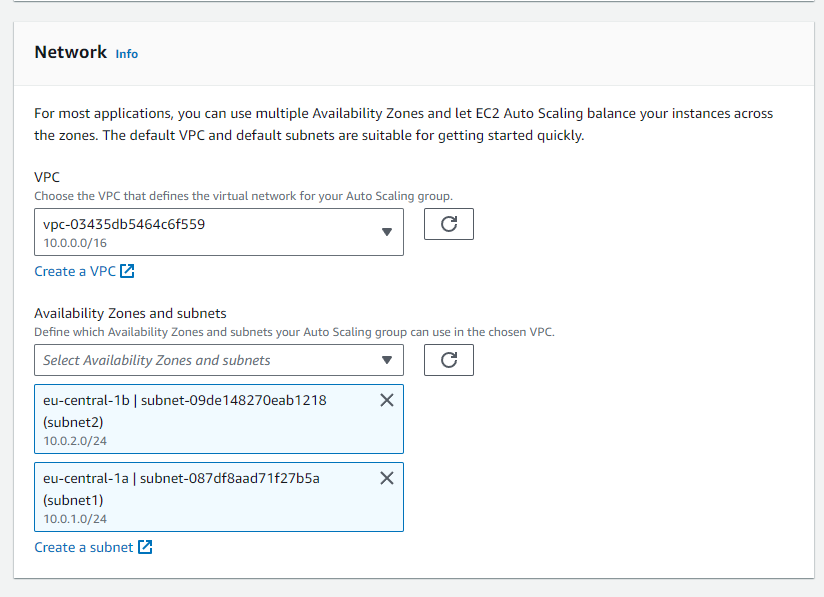 Network Info
For most applications, you can use multiple Availability Zones and let EC2 Auto Scaling balance your instances across
the zones. The default VPC and default subnets are suitable for getting started quickly.
VPC
Choose the VPC that defines the virtual network for your Auto Scaling group.
vpc-03435db5464c6f559
10.0.0.0/16
Create a VPC
Availability Zones and subnets
Define which Availability Zones and subnets your Auto Scaling group can use in the chosen VPC.
Select Availability Zones and subnets
eu-central-1b | subnet-09de148270eab1218
(subnet2)
10.0.2.0/24
eu-central-1a | subnet-087df8aad71f27b5a
(subnet1)
10.0.1.0/24
Create a subnet